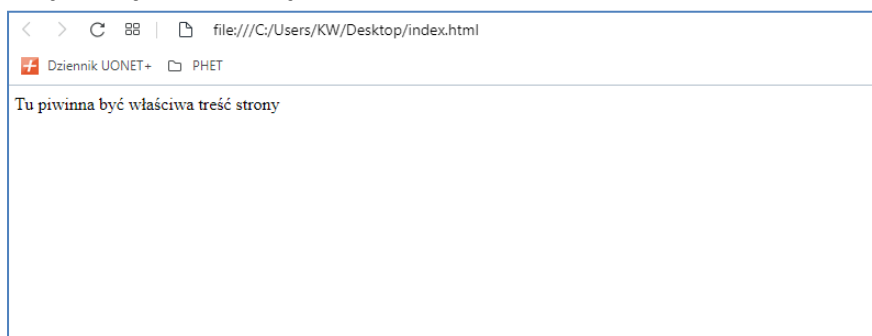 file:///C:/Users/KW/Desktop/index.html
Dziennik UONET+ PHET
Tu piwinna być właściwa treść strony